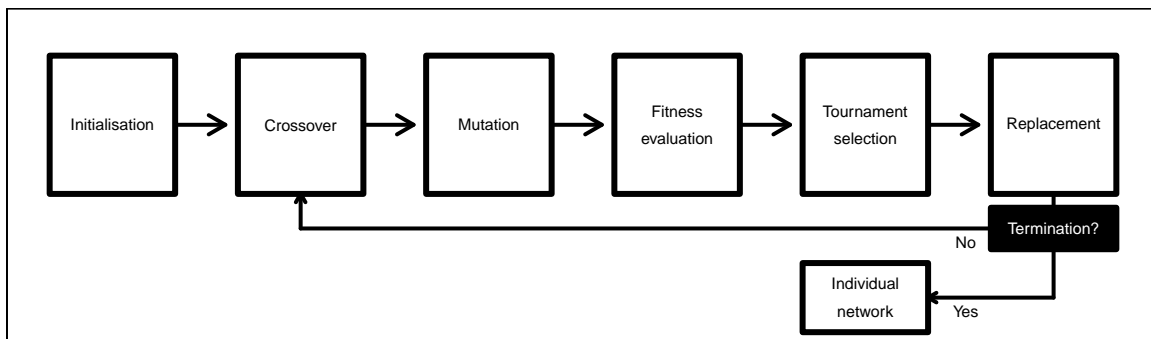 Initialisation
Crossover
Mutation
Fitness
evaluation
Tournament
selection
Replacement
Termination?
No
Individual
network
Yes